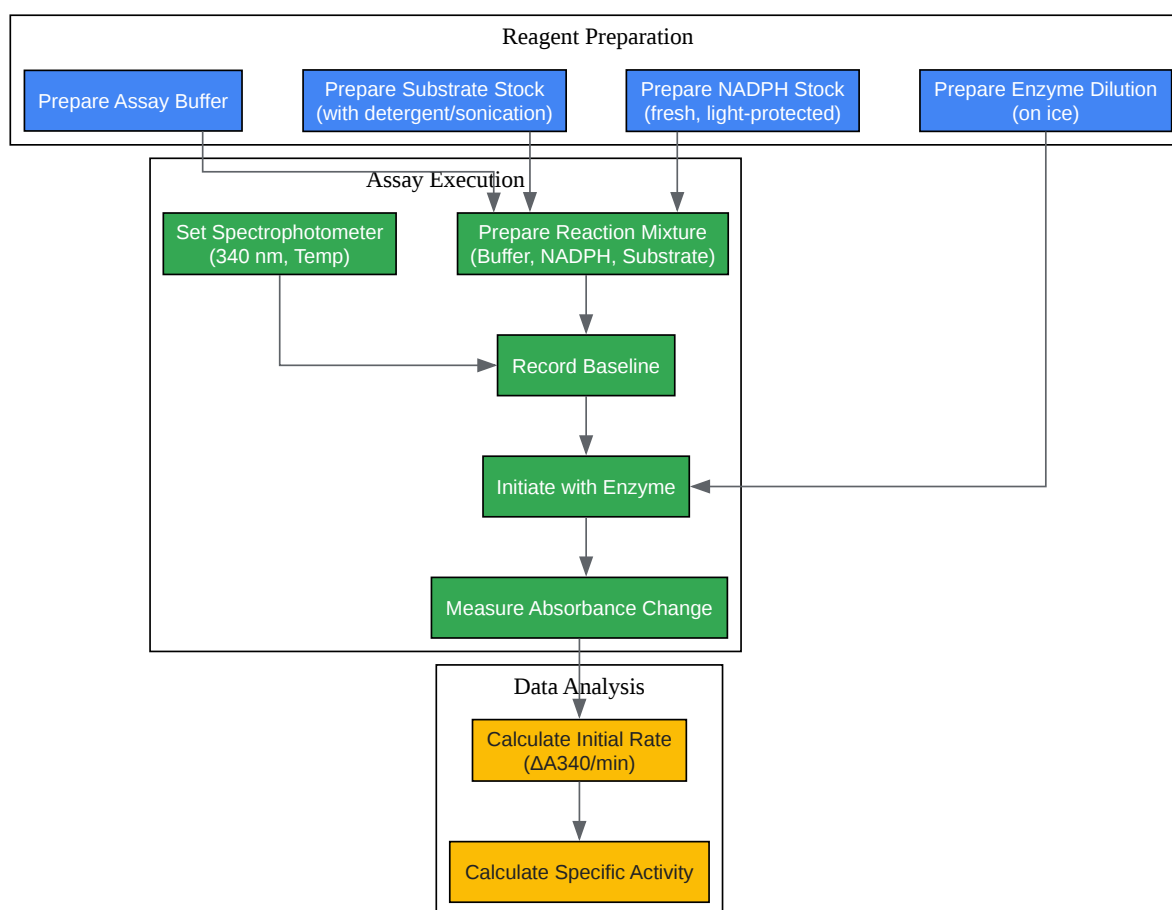 Reagent Preparation
Prepare Assay Buffer
Prepare Substrate Stock
(with detergent/sonication)
Prepare NADPH Stock
(fresh, light-protected)
Prepare Enzyme Dilution
(on ice)
Assay Execution
Set Spectrophotometer
(340 nm, Temp)
Prepare Reaction Mixture
(Buffer, NADPH, Substrate)
Record Baseline
Initiate with Enzyme
Measure Absorbance Change
Data Analysis
Calculate Initial Rate
(ΔA340/min)
Calculate Specific Activity